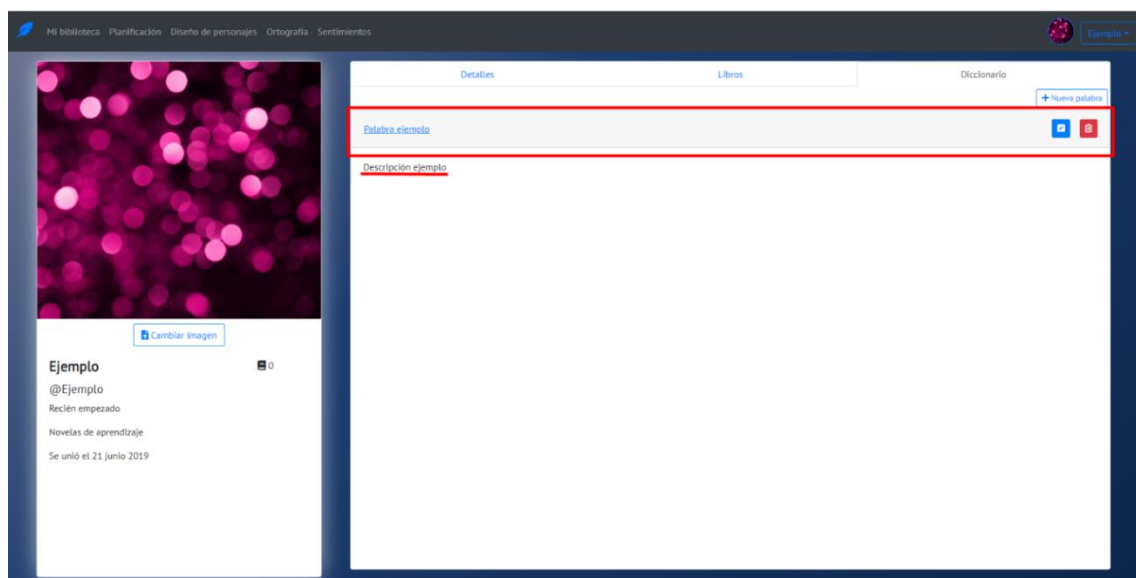 Mi biblioteca Planificación Diseño de personajes Ortografía Sentimientos Ejemplo
Detalles Libros Diccionario
Nueva palabra
Palabra ejemplo
Descripción ejemplo
Cambiar imagen
Ejemplo 0
@Ejemplo
Recién empezado
Novelas de aprendizaje
Se unió el 21 junio 2019